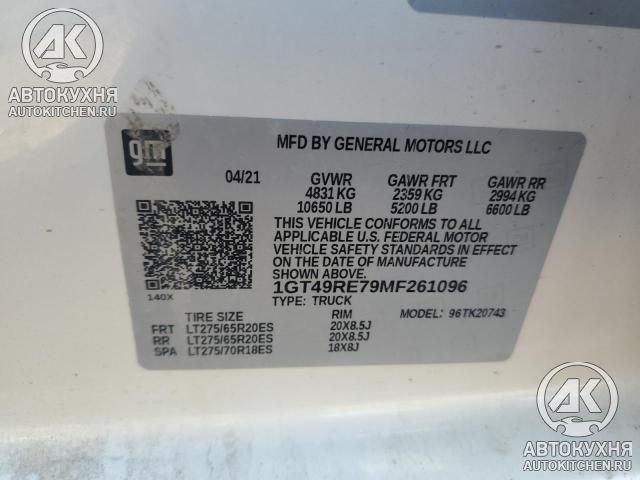 AK
АВТОКУХНЯ
AUTOKITCHEN.RU
gm
MFD BY GENERAL MOTORS LLC
04/21 GVWR GAWR FRT GAWR RR
4831 KG 2359 KG 2994 KG
10650 LB 5200 LB 6600 LB
THIS VEHICLE CONFORMS TO ALL
APPLICABLE U.S. FEDERAL MOTOR
VEHICLE SAFETY STANDARDS IN EFFECT
ON THE DATE OF MANUFACTURE
SHOWN ABOVE.
140X
1GT49RE79MF261096
TYPE: TRUCK
TIRE SIZE RIM MODEL: 96TK20743
FRT LT275/65R20ES 20X8.5J
RR LT275/65R20ES 20X8.5J
SPA LT275/70R18ES 18X8J
AK
АВТОКУХНЯ
AUTOKITCHEN.RU